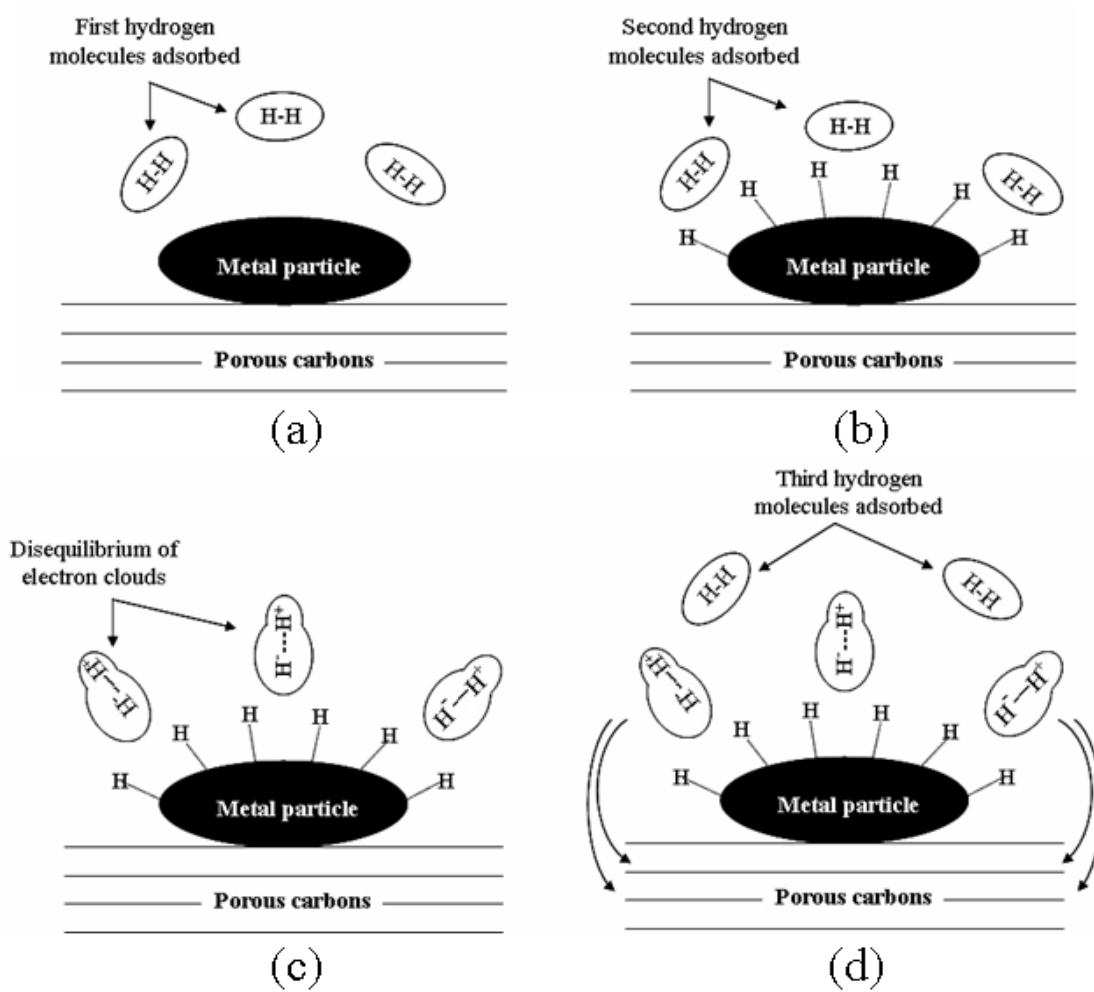 First hydrogen
molecules adsorbed
H-H
H-H
H-H
Metal particle
Porous carbons
(a)
Second hydrogen
molecules adsorbed
H-H
H-H
H-H
H
H
H
H
H
H
Metal particle
Porous carbons
(b)
Disequilibrium of
electron clouds
H⁺---H⁻
H⁺---H⁻
H⁻—H⁺
H
H
H
H
H
H
Metal particle
Porous carbons
(c)
Third hydrogen
molecules adsorbed
H-H
H-H
H⁺---H⁻
H⁺---H⁻
H⁻—H⁺
H
H
H
H
H
H
Metal particle
Porous carbons
(d)